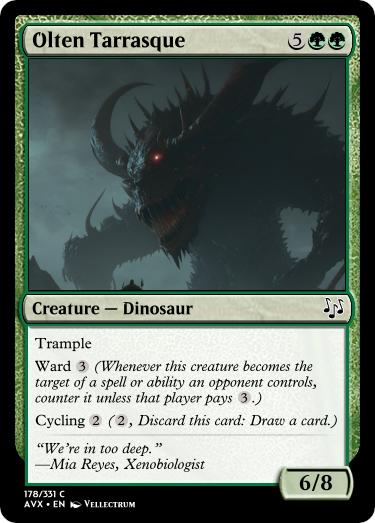 Olten Tarrasque 5
Creature — Dinosaur
Trample
Ward 3 (Whenever this creature becomes the
target of a spell or ability an opponent controls,
counter it unless that player pays 3.)
Cycling 2 (2, Discard this card: Draw a card.)
“We’re in too deep.”
—Mia Reyes, Xenobiologist
6/8
178/331 C
AVX • EN Vellectrum